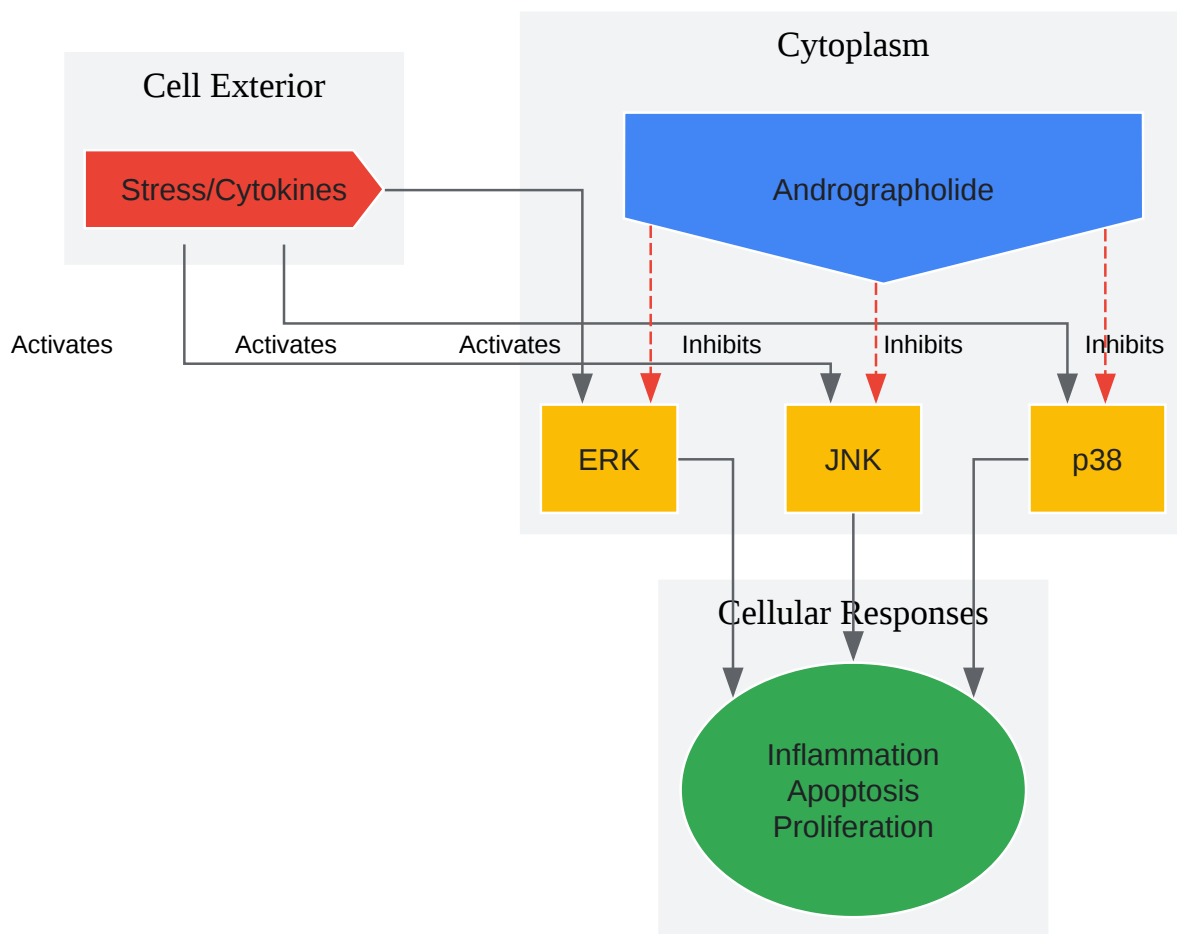 Cytoplasm
Cell Exterior
Stress/Cytokines
Andrographolide
Activates
Activates
Activates
Inhibits
Inhibits
Inhibits
ERK
JNK
p38
Cellular Responses
Inflammation
Apoptosis
Proliferation